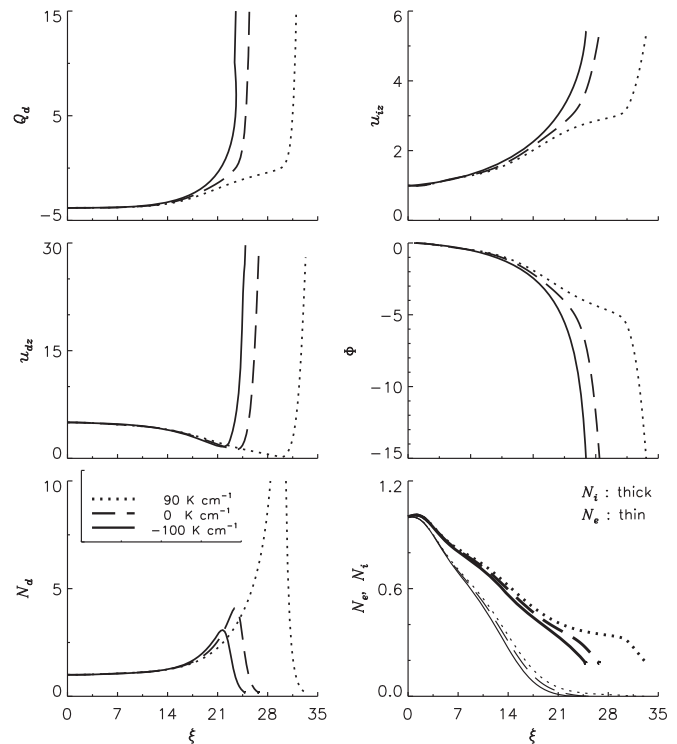 15
5
−5
Q_d
6
4
2
0
u_iz
30
15
0
u_dz
0
−5
−10
−15
Φ
10
5
0
N_d
90 K cm⁻¹
0 K cm⁻¹
−100 K cm⁻¹
0 7 14 21 28 35
ξ
1.2
0.6
0.0
N_e, N_i
N_i : thick
N_e : thin
0 7 14 21 28 35
ξ